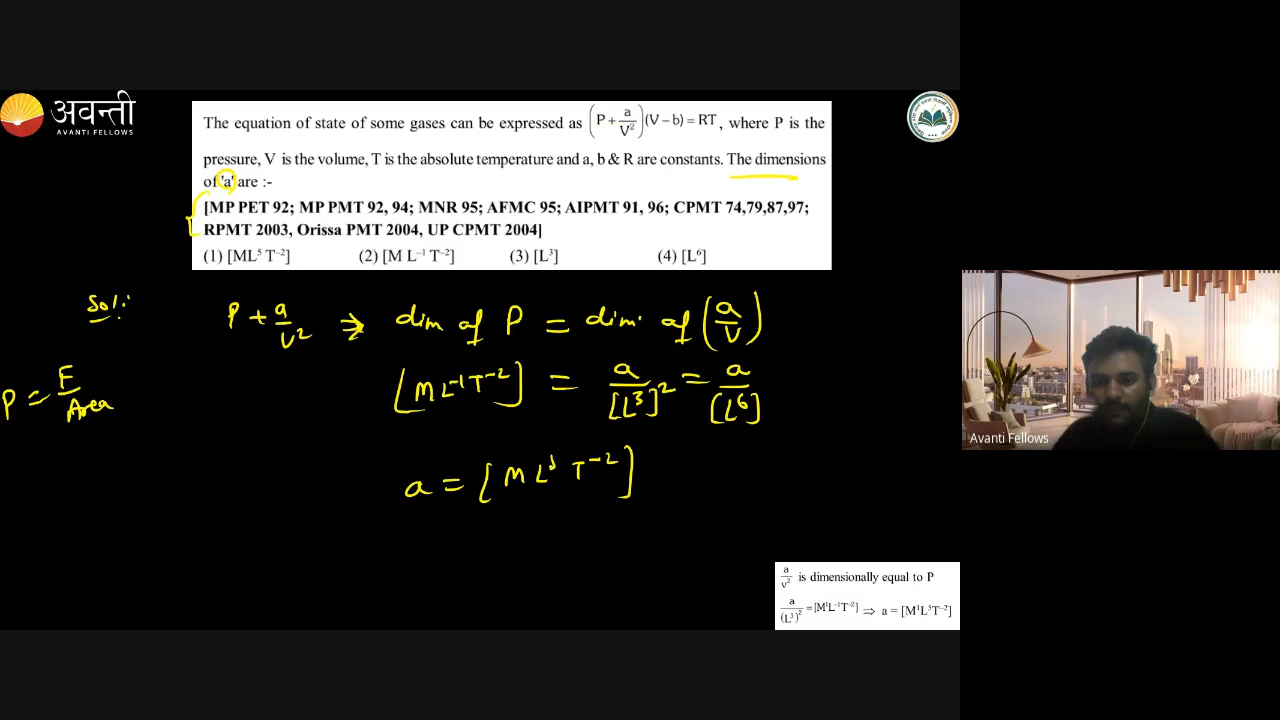 अवन्ती
AVANTI FELLOWS
The equation of state of some gases can be expressed as (P + a/V²)(V − b) = RT, where P is the
pressure, V is the volume, T is the absolute temperature and a, b & R are constants. The dimensions
of 'a' are :-
[MP PET 92; MP PMT 92, 94; MNR 95; AFMC 95; AIPMT 91, 96; CPMT 74,79,87,97;
RPMT 2003, Orissa PMT 2004, UP CPMT 2004]
(1) [ML⁵ T⁻²] (2) [M L⁻¹ T⁻²] (3) [L³] (4) [L⁶]
Sol:
P + a/V² ⇒ dim of P = dim. of (a/V)
[ML⁻¹T⁻²] = a/[L³]² = a/[L⁶]
P = F/Area
a = [M L⁵ T⁻²]
Avanti Fellows
a/v² is dimensionally equal to P
a/(L³)² = [M¹L⁻¹T⁻²] ⇒ a = [M¹L⁵T⁻²]